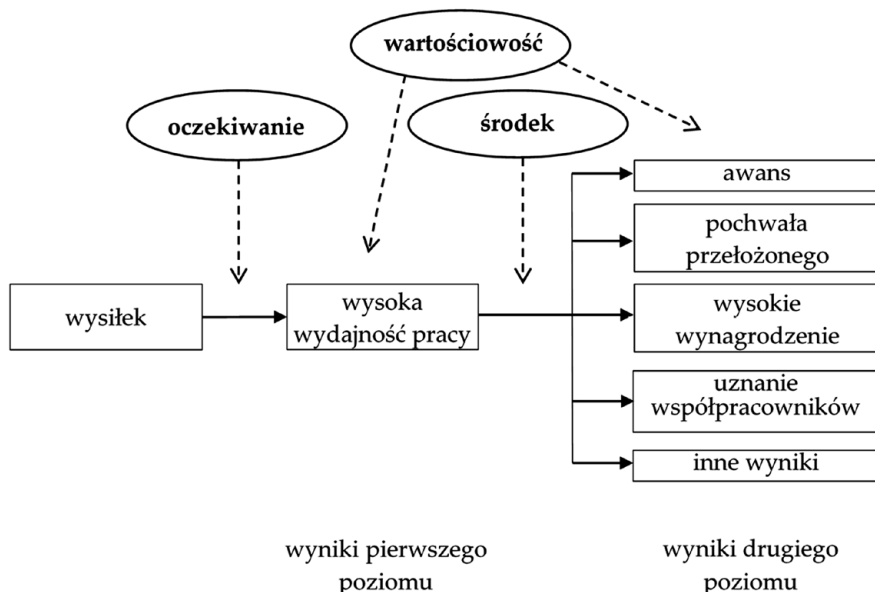 wartościowość
oczekiwanie
środek
awans
pochwała
przełożonego
wysiłek
wysoka
wydajność pracy
wysokie
wynagrodzenie
uznanie
współpracowników
inne wyniki
wyniki pierwszego
poziomu
wyniki drugiego
poziomu